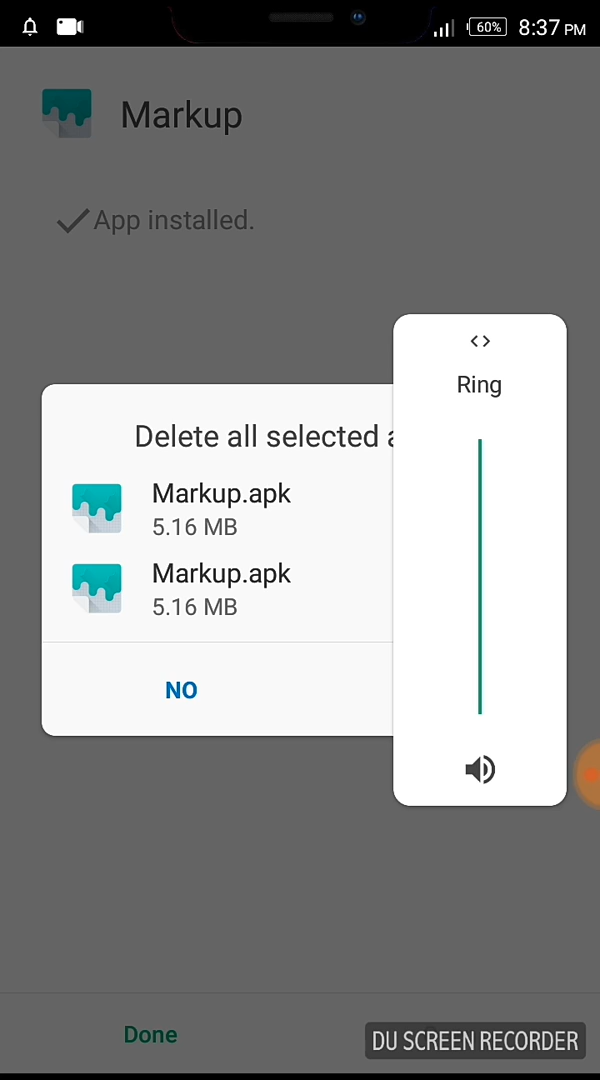 60% 8:37 PM
Markup
App installed.
Ring
Delete all selected
Markup.apk
5.16 MB
Markup.apk
5.16 MB
NO
Done
DU SCREEN RECORDER